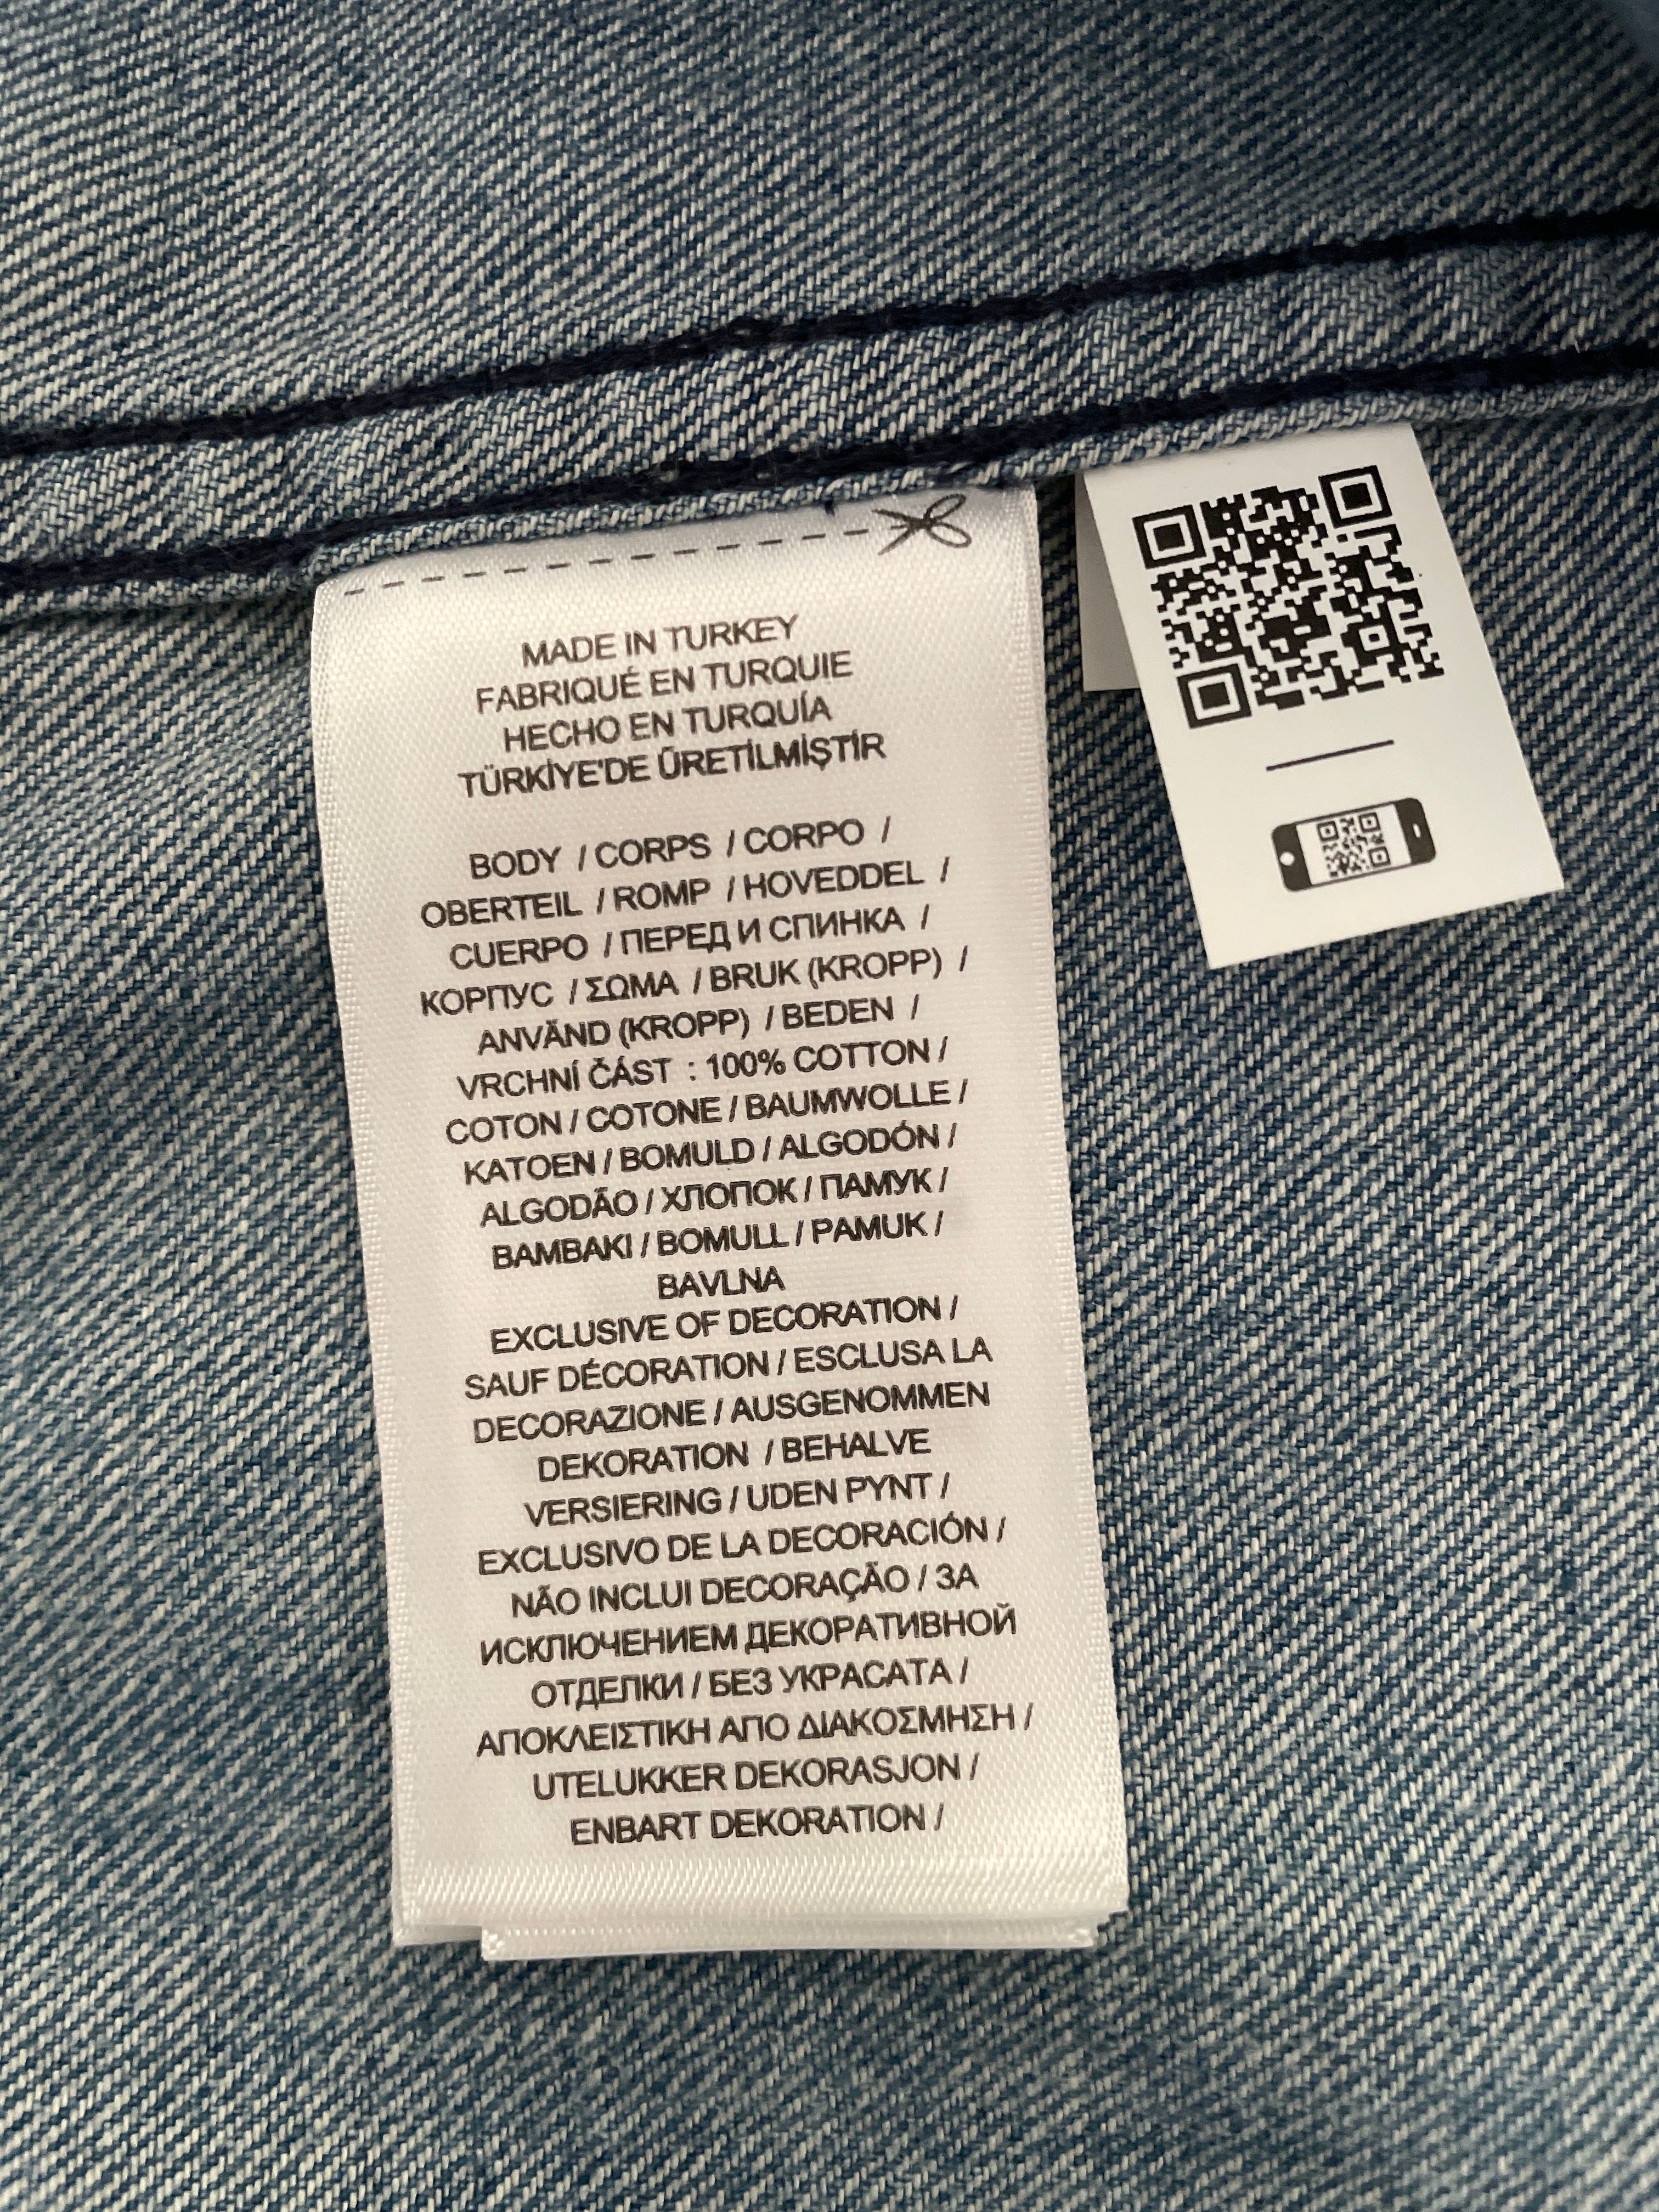 MADE IN TURKEY
FABRIQUÉ EN TURQUIE
HECHO EN TURQUÍA
TÜRKİYE'DE ÜRETİLMİŞTİR
BODY / CORPS / CORPO /
OBERTEIL / ROMP / HOVEDDEL /
CUERPO / ПЕРЕД И СПИНКА /
КОРПУС / ΣΩΜΑ / BRUK (KROPP) /
ANVÄND (KROPP) / BEDEN /
VRCHNÍ ČÁST : 100% COTTON /
COTON / COTONE / BAUMWOLLE /
KATOEN / BOMULD / ALGODÓN /
ALGODÃO / ХЛОПОК / ПАМУК /
BAMBAKI / BOMULL / PAMUK /
BAVLNA
EXCLUSIVE OF DECORATION /
SAUF DÉCORATION / ESCLUSA LA
DECORAZIONE / AUSGENOMMEN
DEKORATION / BEHALVE
VERSIERING / UDEN PYNT /
EXCLUSIVO DE LA DECORACIÓN /
NÃO INCLUI DECORAÇÃO / ЗА
ИСКЛЮЧЕНИЕМ ДЕКОРАТИВНОЙ
ОТДЕЛКИ / БЕЗ УКРАСАТА /
ΑΠΟΚΛΕΙΣΤΙΚΗ ΑΠΟ ΔΙΑΚΟΣΜΗΣΗ /
UTELUKKER DEKORASJON /
ENBART DEKORATION /